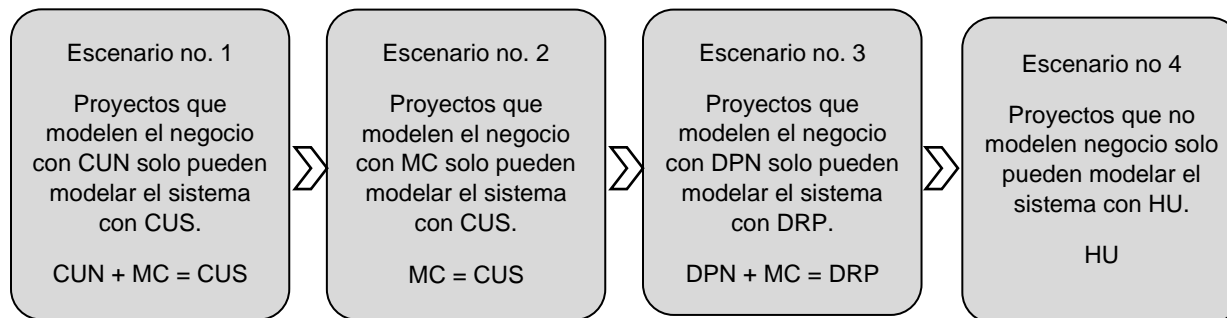 Escenario no. 1
Proyectos que
modelen el negocio
con CUN solo pueden
modelar el sistema
con CUS.
CUN + MC = CUS
Escenario no. 2
Proyectos que
modelen el negocio
con MC solo pueden
modelar el sistema
con CUS.
MC = CUS
Escenario no. 3
Proyectos que
modelen el negocio
con DPN solo pueden
modelar el sistema
con DRP.
DPN + MC = DRP
Escenario no 4
Proyectos que no
modelen negocio solo
pueden modelar el
sistema con HU.
HU